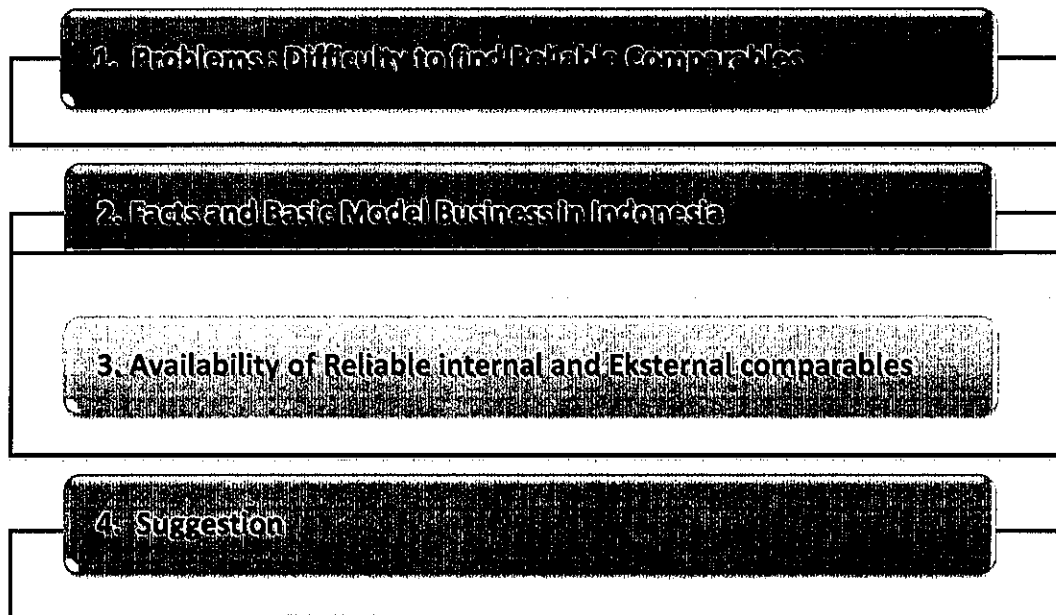 1. Problems : Difficulty to find Reliable Comparables
2. Facts and Basic Model Business in Indonesia
3. Availability of Reliable internal and Eksternal comparables
4. Suggestion